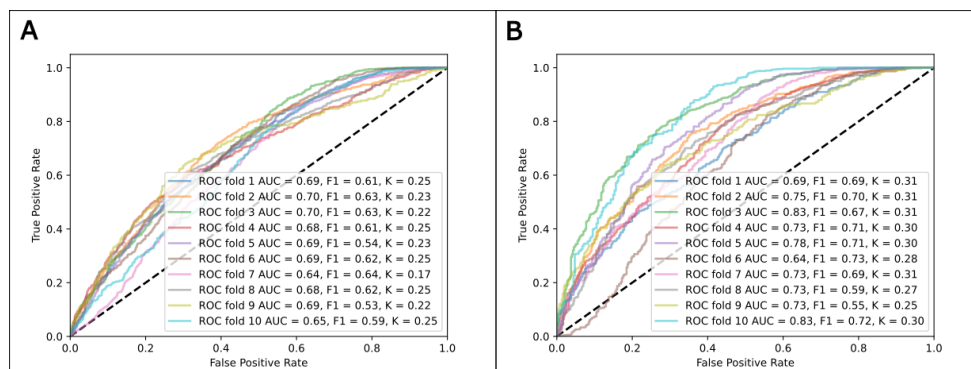 A
1.0
0.8
0.6
0.4
0.2
0.0
True Positive Rate
ROC fold 1 AUC = 0.69, F1 = 0.61, K = 0.25
ROC fold 2 AUC = 0.70, F1 = 0.63, K = 0.23
ROC fold 3 AUC = 0.70, F1 = 0.63, K = 0.22
ROC fold 4 AUC = 0.68, F1 = 0.61, K = 0.25
ROC fold 5 AUC = 0.69, F1 = 0.54, K = 0.23
ROC fold 6 AUC = 0.69, F1 = 0.62, K = 0.25
ROC fold 7 AUC = 0.64, F1 = 0.64, K = 0.17
ROC fold 8 AUC = 0.68, F1 = 0.62, K = 0.25
ROC fold 9 AUC = 0.69, F1 = 0.53, K = 0.22
ROC fold 10 AUC = 0.65, F1 = 0.59, K = 0.25
0.0 0.2 0.4 0.6 0.8 1.0
False Positive Rate
B
1.0
0.8
0.6
0.4
0.2
0.0
True Positive Rate
ROC fold 1 AUC = 0.69, F1 = 0.69, K = 0.31
ROC fold 2 AUC = 0.75, F1 = 0.70, K = 0.31
ROC fold 3 AUC = 0.83, F1 = 0.67, K = 0.31
ROC fold 4 AUC = 0.73, F1 = 0.71, K = 0.30
ROC fold 5 AUC = 0.78, F1 = 0.71, K = 0.30
ROC fold 6 AUC = 0.64, F1 = 0.73, K = 0.28
ROC fold 7 AUC = 0.73, F1 = 0.69, K = 0.31
ROC fold 8 AUC = 0.73, F1 = 0.59, K = 0.27
ROC fold 9 AUC = 0.73, F1 = 0.55, K = 0.25
ROC fold 10 AUC = 0.83, F1 = 0.72, K = 0.30
0.0 0.2 0.4 0.6 0.8 1.0
False Positive Rate